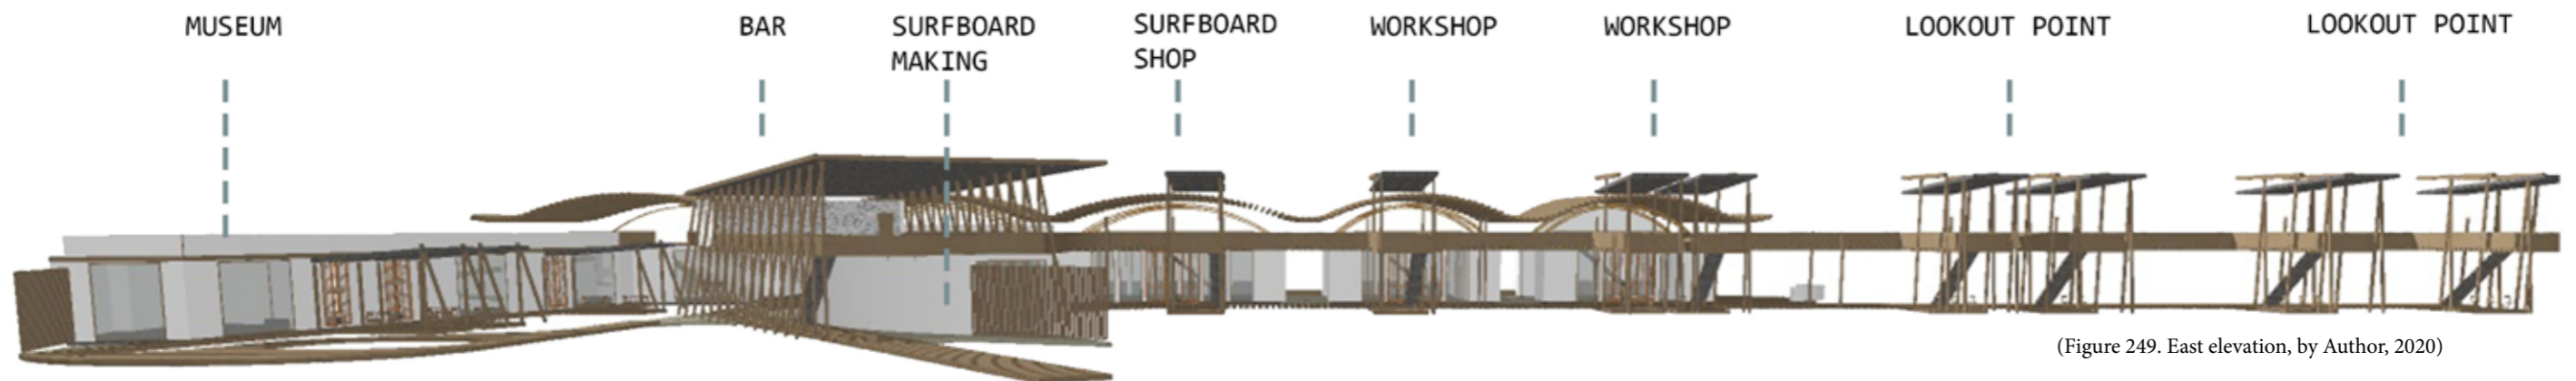 MUSEUM
BAR
SURFBOARD
MAKING
SURFBOARD
SHOP
WORKSHOP
WORKSHOP
LOOKOUT POINT
LOOKOUT POINT
(Figure 249. East elevation, by Author, 2020)